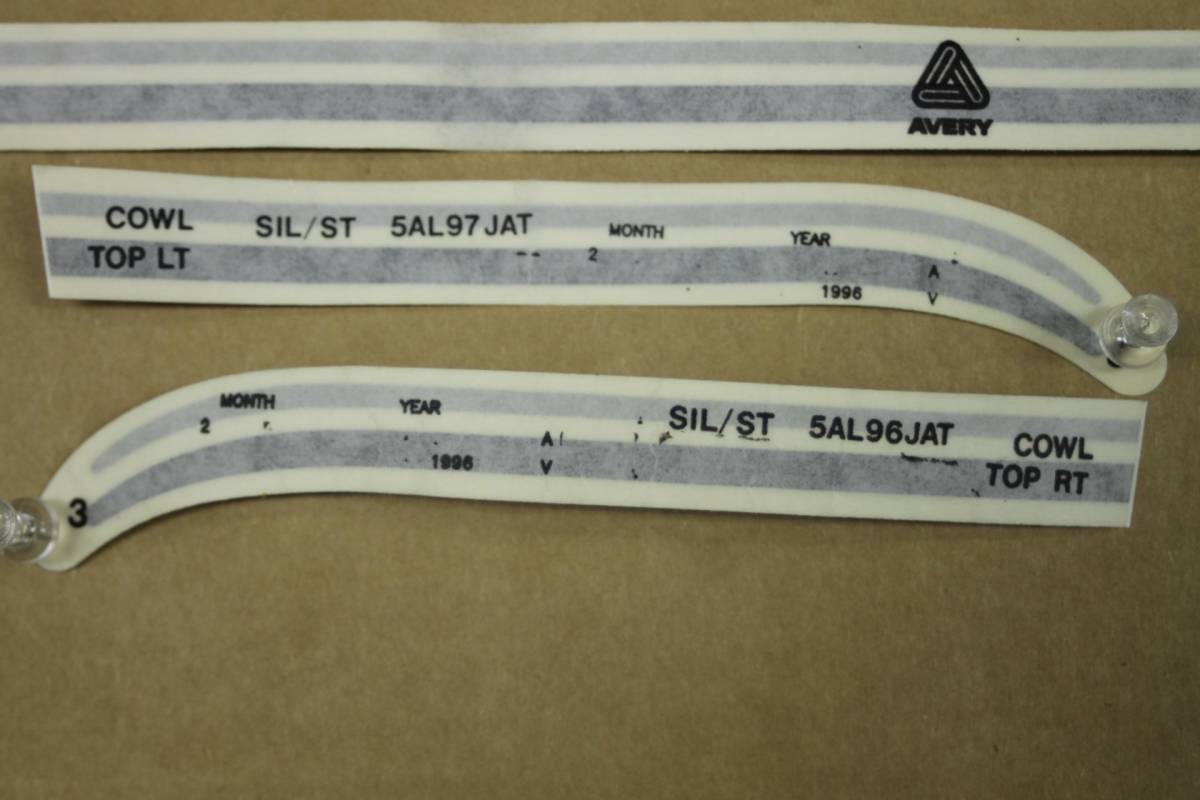 AVERY
COWL SIL/ST 5AL97JAT MONTH YEAR
TOP LT 2 1996 A
V
MONTH YEAR SIL/ST 5AL96JAT COWL
2 1996 A TOP RT
V
3